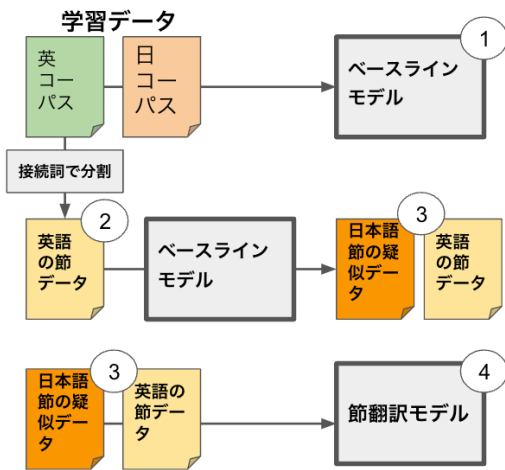 学習データ
英
コー
パス
日
コー
パス
ベースライン
モデル
1
接続詞で分割
英語
の節
データ
2
ベースライン
モデル
日本語
節の疑
似デー
タ
3
英語
の節
データ
日本語
節の疑
似デー
タ
3
英語の
節デー
タ
節翻訳モデル
4